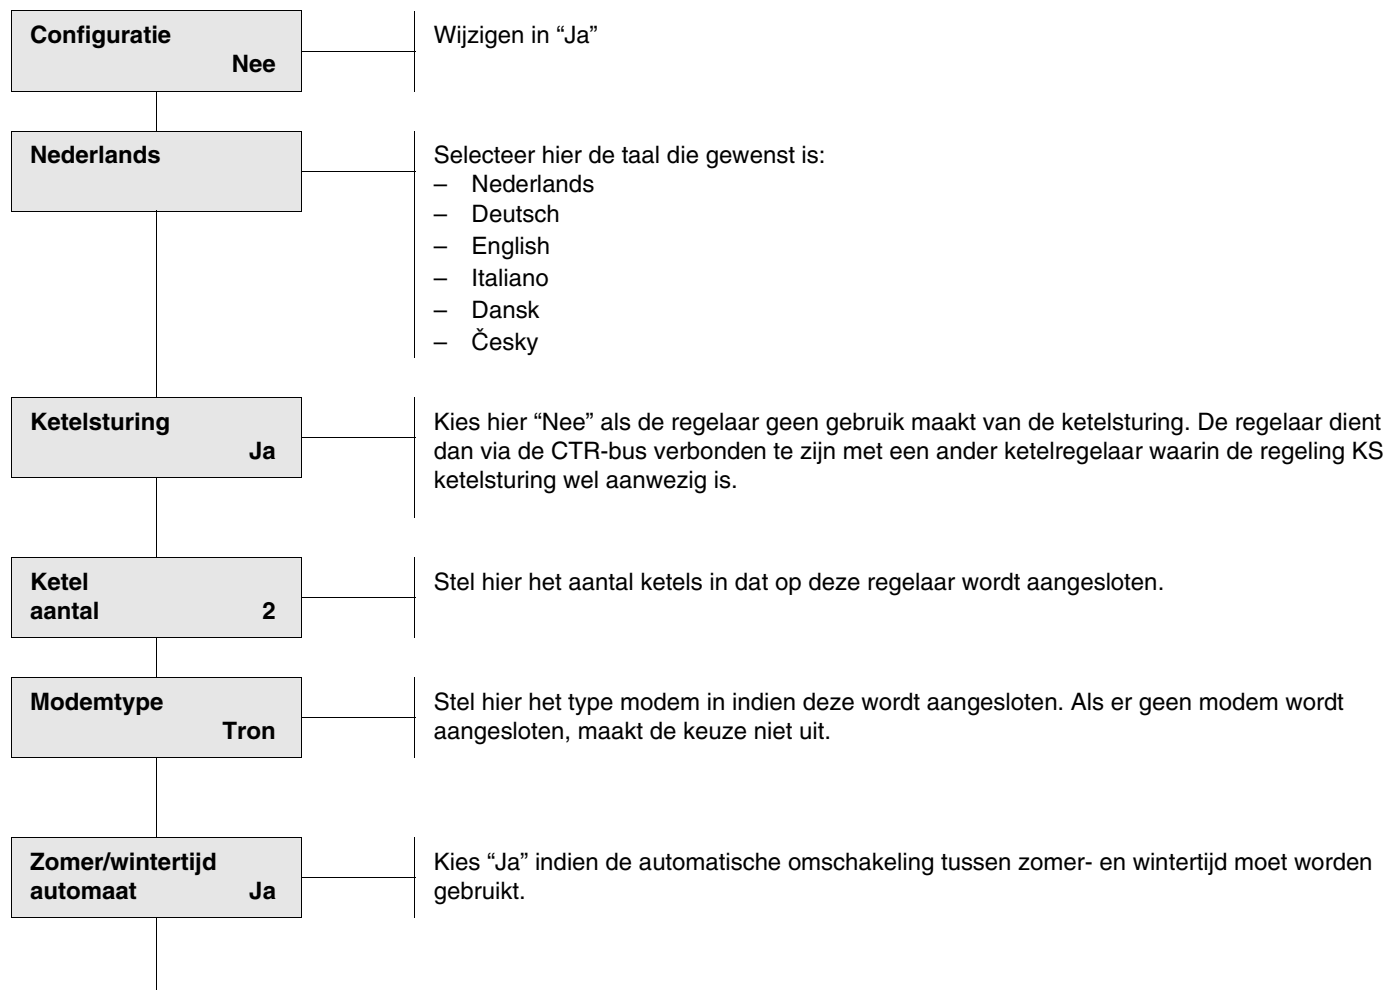 Configuratie
Nee
Wijzigen in “Ja”
Nederlands
Selecteer hier de taal die gewenst is:
– Nederlands
– Deutsch
– English
– Italiano
– Dansk
– Česky
Ketelsturing
Ja
Kies hier “Nee” als de regelaar geen gebruik maakt van de ketelsturing. De regelaar dient
dan via de CTR-bus verbonden te zijn met een ander ketelregelaar waarin de regeling KS
ketelsturing wel aanwezig is.
Ketel
aantal 2
Stel hier het aantal ketels in dat op deze regelaar wordt aangesloten.
Modemtype
Tron
Stel hier het type modem in indien deze wordt aangesloten. Als er geen modem wordt
aangesloten, maakt de keuze niet uit.
Zomer/wintertijd
automaat Ja
Kies “Ja” indien de automatische omschakeling tussen zomer- en wintertijd moet worden
gebruikt.